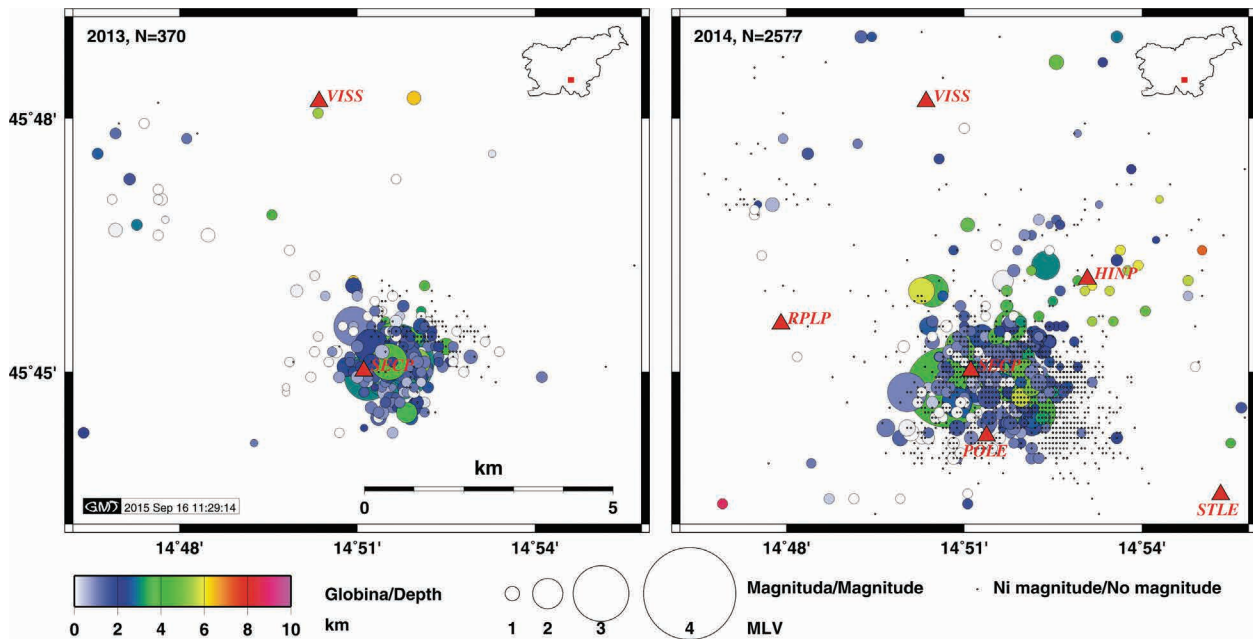 2013, N=370
VISS
45°48'
45°45'
km
0 5
GMT 2015 Sep 16 11:29:14
14°48' 14°51' 14°54'
2014, N=2577
VISS
HINP
RPLP
POLE
STLE
14°48' 14°51' 14°54'
Globina/Depth
0 2 4 6 8 10 km
Magnituda/Magnitude
1 2 3 4 MLV
Ni magnitude/No magnitude